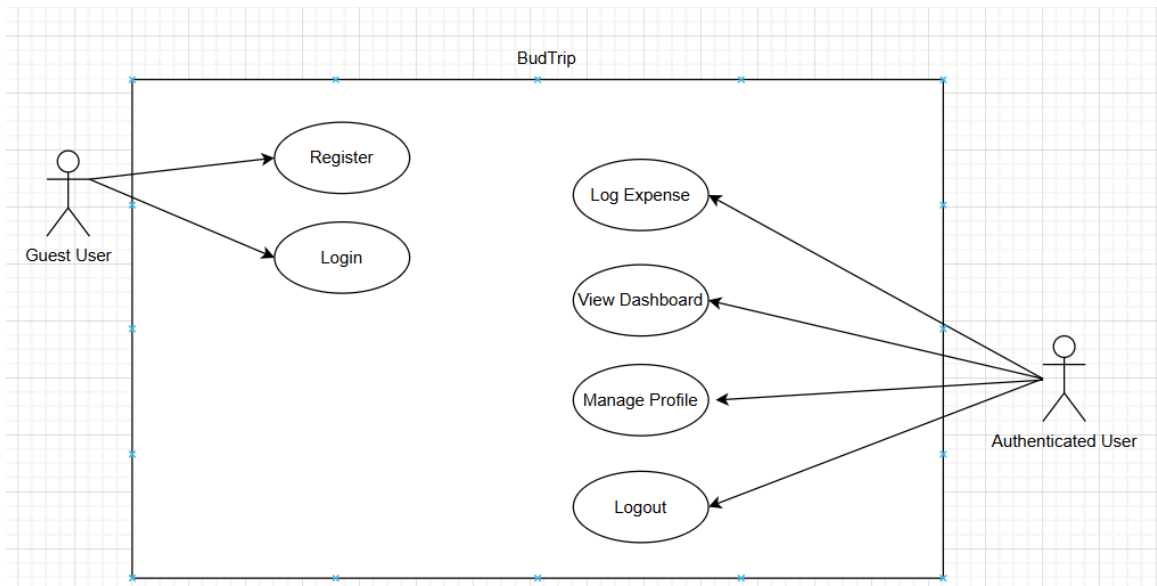 BudTrip
Register
Guest User
Login
Log Expense
View Dashboard
Manage Profile
Authenticated User
Logout